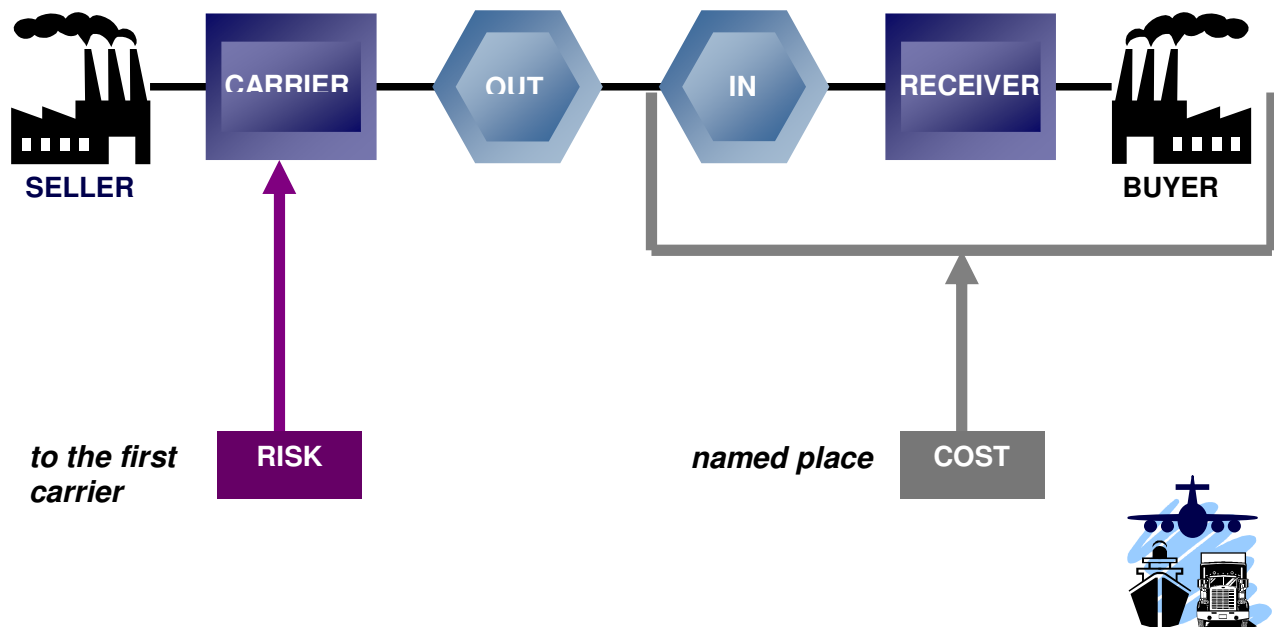 CARRIER
OUT
IN
RECEIVER
SELLER
BUYER
to the first
carrier
RISK
named place
COST